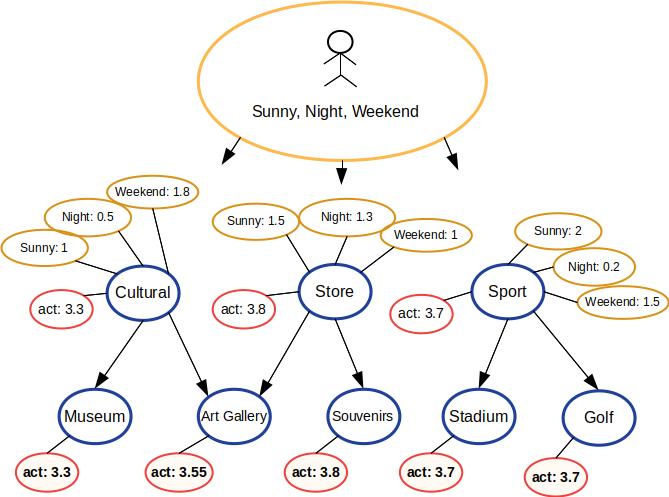 Sunny, Night, Weekend
Weekend: 1.8
Night: 0.5
Sunny: 1
Sunny: 1.5
Night: 1.3
Weekend: 1
Sunny: 2
Night: 0.2
Weekend: 1.5
Cultural
Store
Sport
act: 3.3
act: 3.8
act: 3.7
Museum
Art Gallery
Souvenirs
Stadium
Golf
act: 3.3
act: 3.55
act: 3.8
act: 3.7
act: 3.7